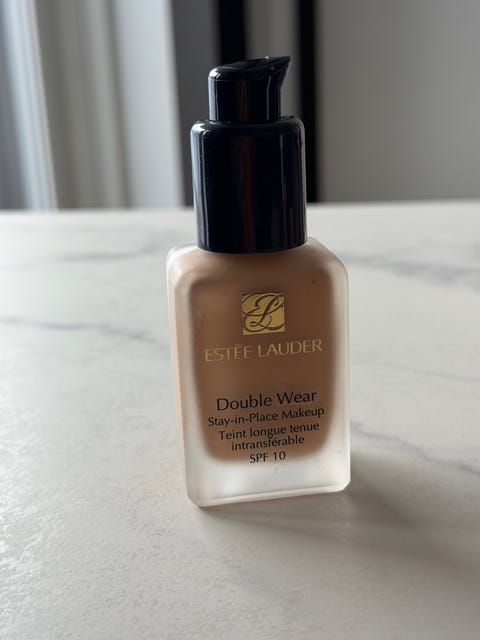 EL
ESTĒE LAUDER
Double Wear
Stay-in-Place Makeup
Teint longue tenue
intransférable
SPF 10